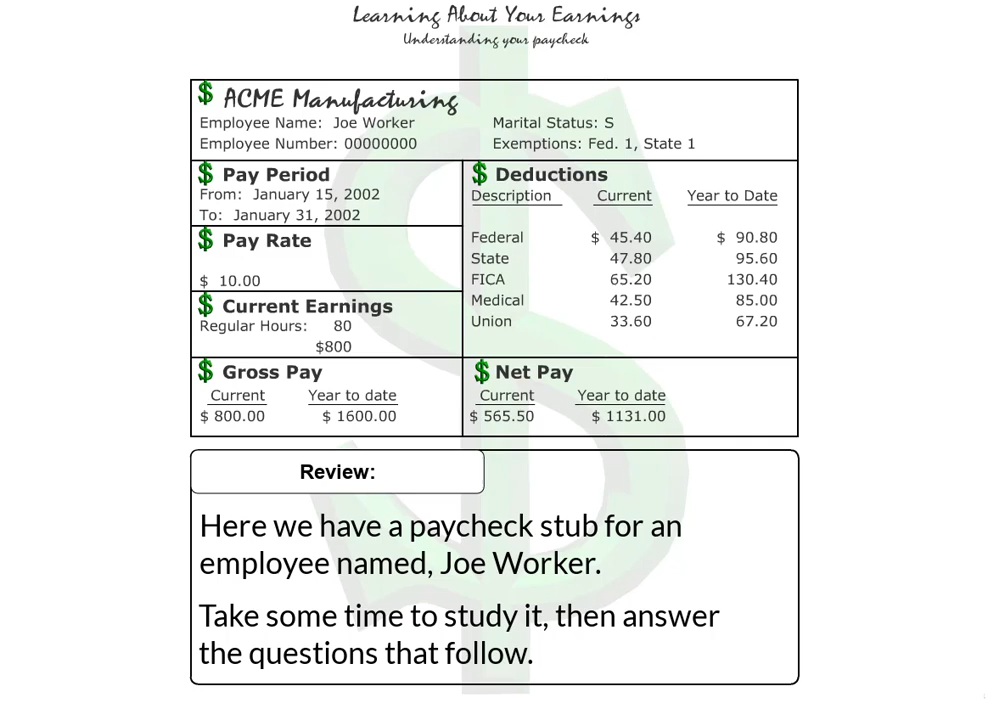 Learning About Your Earnings
Understanding your paycheck
$ ACME Manufacturing
Employee Name: Joe Worker
Marital Status: S
Employee Number: 00000000
Exemptions: Fed. 1, State 1
$ Pay Period
From: January 15, 2002
To: January 31, 2002
$ Pay Rate
$ 10.00
$ Current Earnings
Regular Hours: 80
$800
$ Deductions
Description Current Year to Date
Federal $ 45.40 $ 90.80
State 47.80 95.60
FICA 65.20 130.40
Medical 42.50 85.00
Union 33.60 67.20
$ Gross Pay
Current Year to date
$ 800.00 $ 1600.00
$ Net Pay
Current Year to date
$ 565.50 $ 1131.00
Review:
Here we have a paycheck stub for an
employee named, Joe Worker.
Take some time to study it, then answer
the questions that follow.